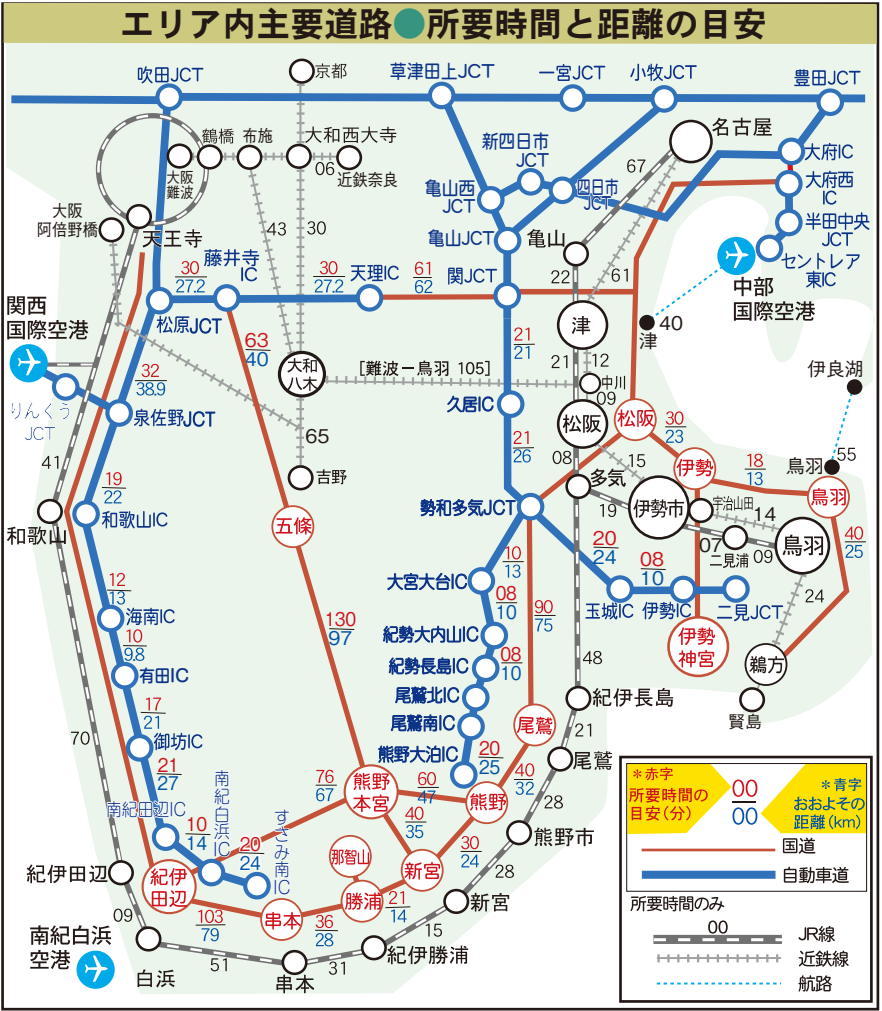 エリア内主要道路●所要時間と距離の目安
吹田JCT
京都
草津田上JCT
一宮JCT
小牧JCT
豊田JCT
鶴橋
布施
大和西大寺
06
近鉄奈良
大阪
難波
新四日市
JCT
名古屋
67
大府IC
大府西
IC
亀山西
JCT
四日市
JCT
半田中央
JCT
大阪
阿倍野橋
天王寺
43
30
亀山JCT
亀山
セントレア
東IC
藤井寺
IC
30
27.2
30
27.2
天理IC
61
62
関JCT
22
61
中部
国際空港
関西
国際空港
松原JCT
63
40
津
40
津
21
21
大和
八木
[難波ー鳥羽 105]
21
12
中川
09
伊良湖
32
38.9
りんくう
JCT
泉佐野JCT
久居IC
松阪
松阪
30
23
65
41
21
26
08
15
伊勢
18
13
鳥羽
55
19
22
吉野
多気
19
伊勢市
宇治山田
14
鳥羽
和歌山
和歌山IC
五條
勢和多気JCT
07
二見浦
09
鳥羽
40
25
20
24
08
10
10
13
12
13
大宮大台IC
玉城IC
伊勢IC
二見JCT
24
海南IC
10
9.8
08
10
90
75
130
97
紀勢大内山IC
伊勢
神宮
有田IC
紀勢長島IC
08
10
48
鵜方
17
21
尾鷲北IC
紀伊長島
賢島
70
御坊IC
尾鷲南IC
尾鷲
21
21
27
熊野大泊IC
20
25
尾鷲
南紀田辺IC
南紀白浜IC
76
67
熊野
本宮
60
47
40
32
熊野
28
10
14
すさみ南IC
20
24
40
35
熊野市
那智山
30
24
28
紀伊田辺
紀伊
田辺
新宮
勝浦
21
14
新宮
09
103
79
串本
36
28
15
南紀白浜
空港
白浜
51
串本
31
紀伊勝浦
＊赤字
所要時間の
目安(分)
00
00
＊青字
おおよその
距離(km)
国道
自動車道
所要時間のみ
00
JR線
近鉄線
航路